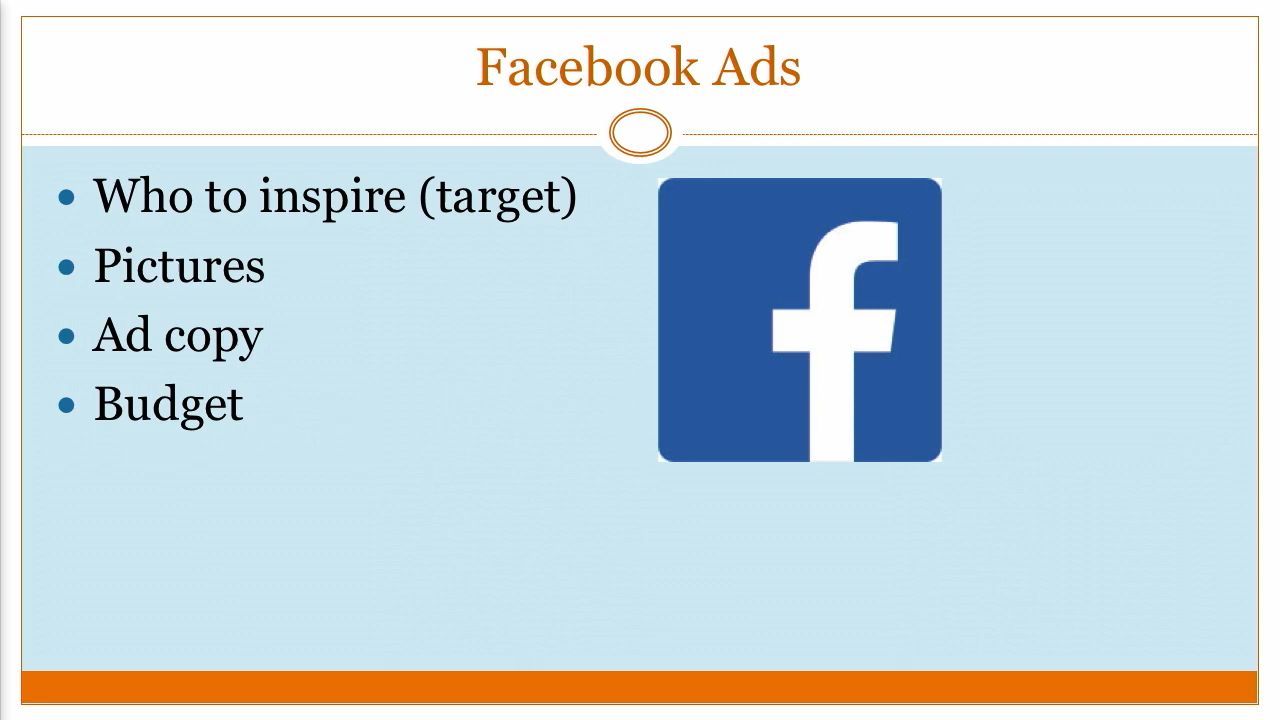 Facebook Ads
Who to inspire (target)
Pictures
Ad copy
Budget
f